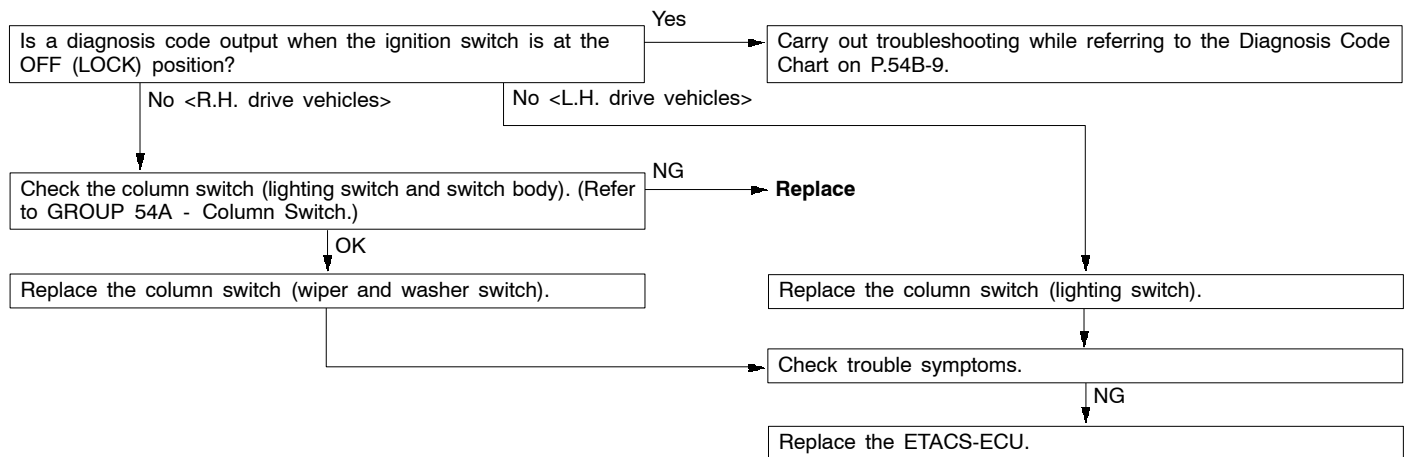 Yes
Is a diagnosis code output when the ignition switch is at the
OFF (LOCK) position?
Carry out troubleshooting while referring to the Diagnosis Code
Chart on P.54B-9.
No <R.H. drive vehicles>
No <L.H. drive vehicles>
NG
Check the column switch (lighting switch and switch body). (Refer
to GROUP 54A - Column Switch.)
Replace
OK
Replace the column switch (wiper and washer switch).
Replace the column switch (lighting switch).
Check trouble symptoms.
NG
Replace the ETACS-ECU.